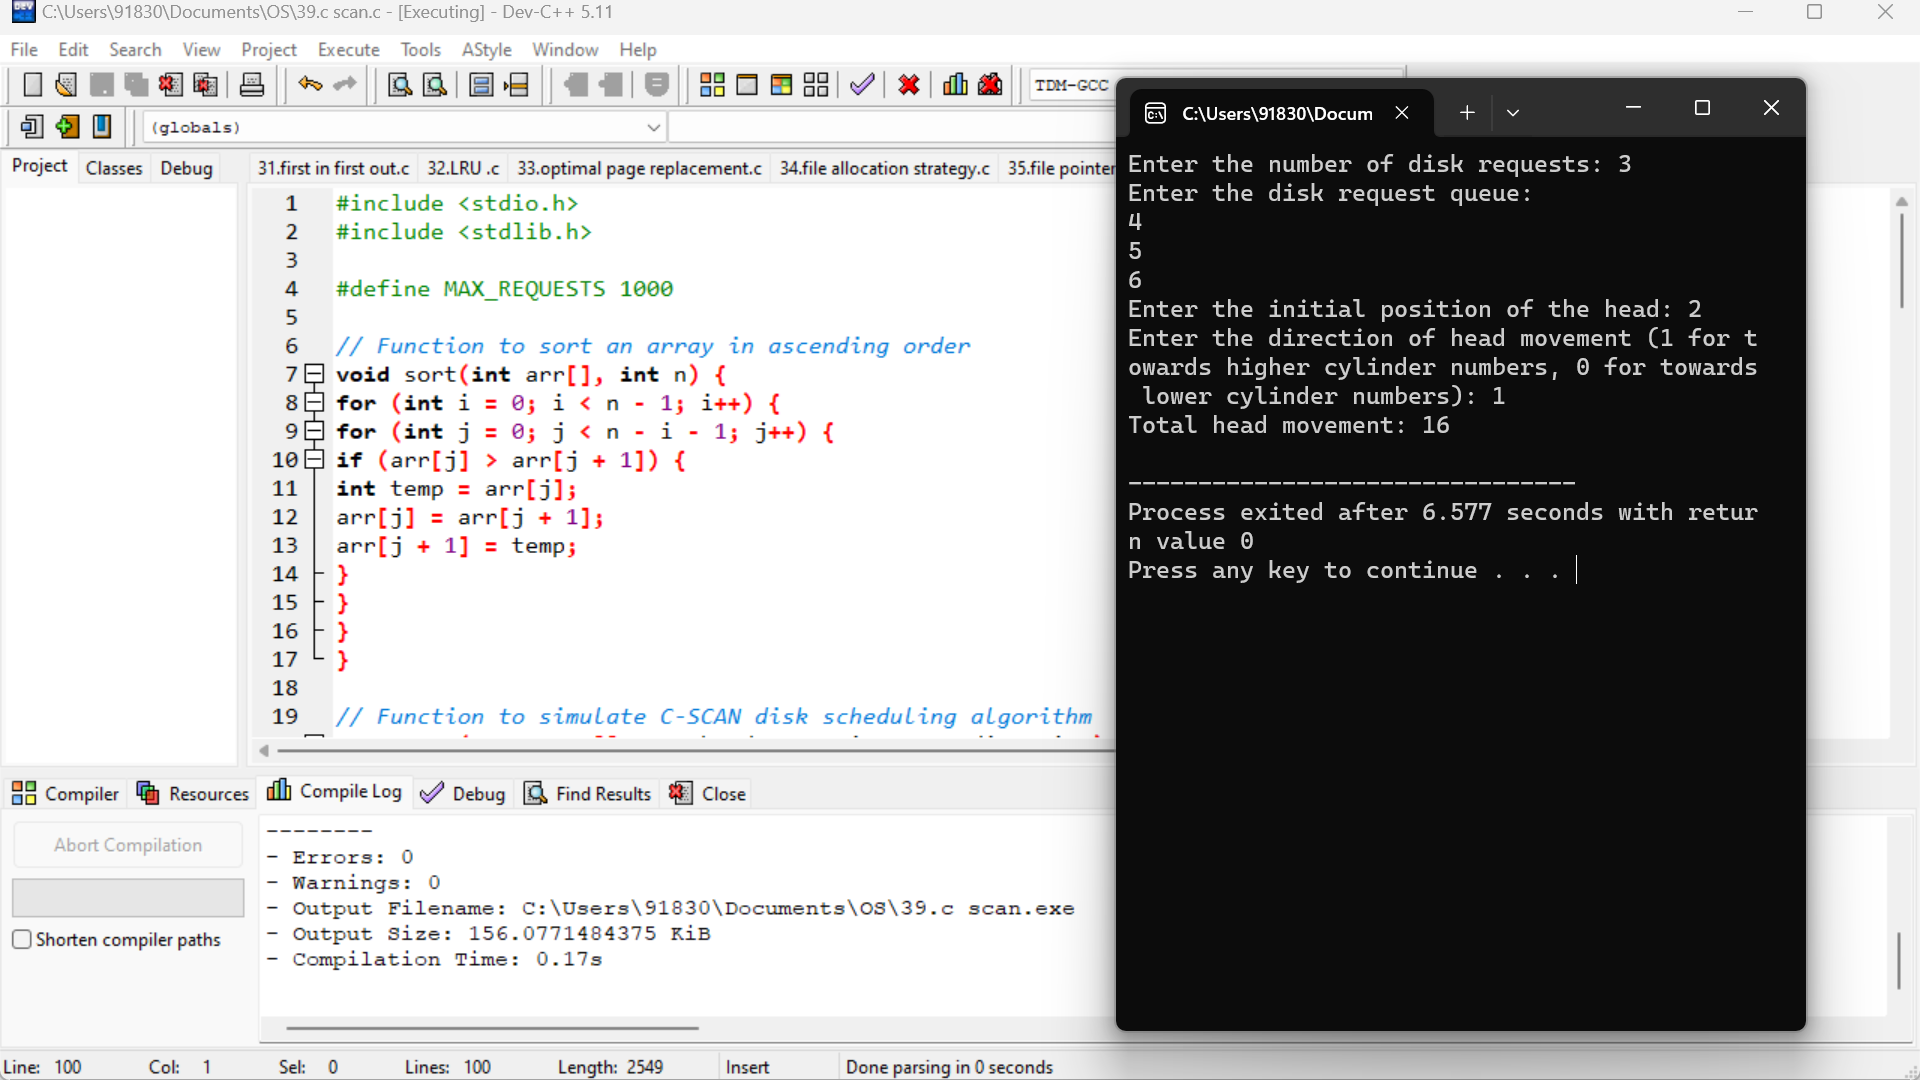 C:\Users\91830\Documents\OS\39.c scan.c - [Executing] - Dev-C++ 5.11
File Edit Search View Project Execute Tools AStyle Window Help
TDM-GCC
(globals)
Project Classes Debug
31.first in first out.c 32.LRU .c 33.optimal page replacement.c 34.file allocation strategy.c 35.file pointer
1 #include <stdio.h>
2 #include <stdlib.h>
3
4 #define MAX_REQUESTS 1000
5
6 // Function to sort an array in ascending order
7 void sort(int arr[], int n) {
8 for (int i = 0; i < n - 1; i++) {
9 for (int j = 0; j < n - i - 1; j++) {
10 if (arr[j] > arr[j + 1]) {
11 int temp = arr[j];
12 arr[j] = arr[j + 1];
13 arr[j + 1] = temp;
14 }
15 }
16 }
17 }
18
19 // Function to simulate C-SCAN disk scheduling algorithm
C:\Users\91830\Docum
Enter the number of disk requests: 3
Enter the disk request queue:
4
5
6
Enter the initial position of the head: 2
Enter the direction of head movement (1 for t
owards higher cylinder numbers, 0 for towards
lower cylinder numbers): 1
Total head movement: 16
--------------------------------
Process exited after 6.577 seconds with retur
n value 0
Press any key to continue . . .
Compiler Resources Compile Log Debug Find Results Close
Abort Compilation
Shorten compiler paths
--------
- Errors: 0
- Warnings: 0
- Output Filename: C:\Users\91830\Documents\OS\39.c scan.exe
- Output Size: 156.0771484375 KiB
- Compilation Time: 0.17s
Line: 100 Col: 1 Sel: 0 Lines: 100 Length: 2549 Insert Done parsing in 0 seconds